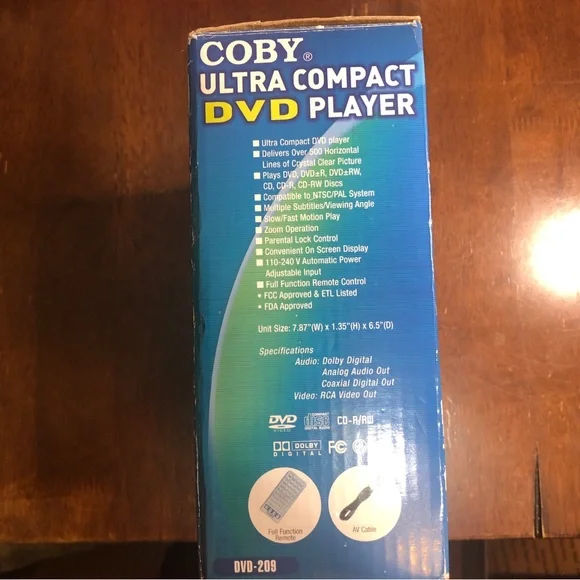 COBY®
ULTRA COMPACT
DVD PLAYER
■ Ultra Compact DVD player
■ Delivers Over 500 Horizontal
Lines of Crystal Clear Picture
■ Plays DVD, DVD±R, DVD±RW,
CD, CD-R, CD-RW Discs
■ Compatible to NTSC/PAL System
■ Multiple Subtitles/Viewing Angle
■ Slow/Fast Motion Play
■ Zoom Operation
■ Parental Lock Control
■ Convenient On Screen Display
■ 110-240 V Automatic Power
Adjustable Input
■ Full Function Remote Control
• FCC Approved & ETL Listed
• FDA Approved
Unit Size: 7.87"(W) x 1.35"(H) x 6.5"(D)
Specifications
Audio: Dolby Digital
Analog Audio Out
Coaxial Digital Out
Video: RCA Video Out
DVD VIDEO COMPACT disc DIGITAL AUDIO CD-R/RW
DOLBY DIGITAL FC
Full Function
Remote
AV Cable
DVD-209